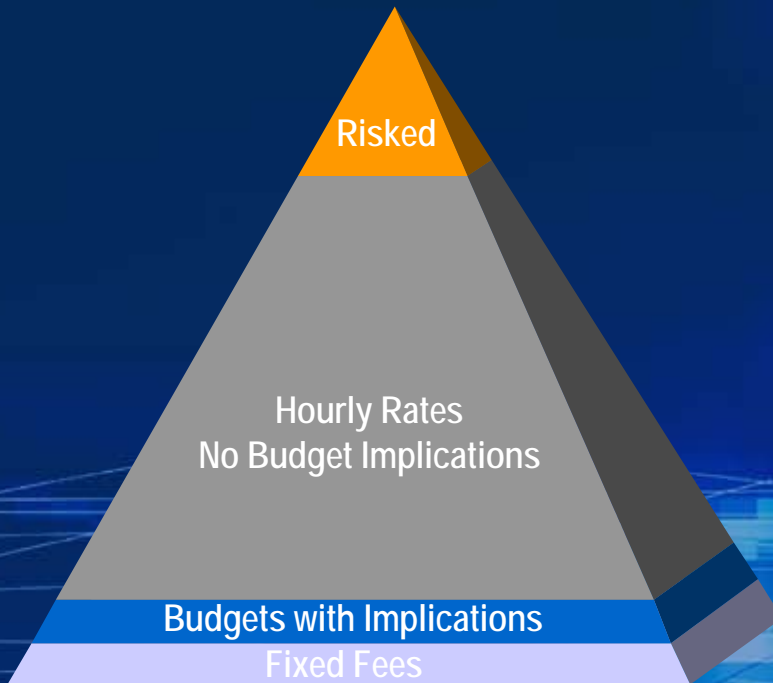 Risked
Hourly Rates
No Budget Implications
Budgets with Implications
Fixed Fees